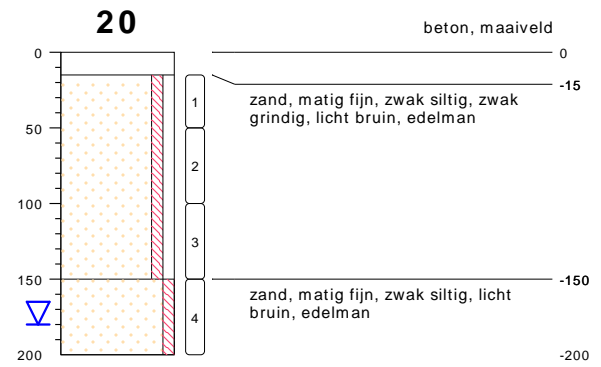 20
beton, maaiveld
0
0
-15
zand, matig fijn, zwak siltig, zwak
grindig, licht bruin, edelman
1
50
2
100
3
150
-150
zand, matig fijn, zwak siltig, licht
bruin, edelman
4
200
-200